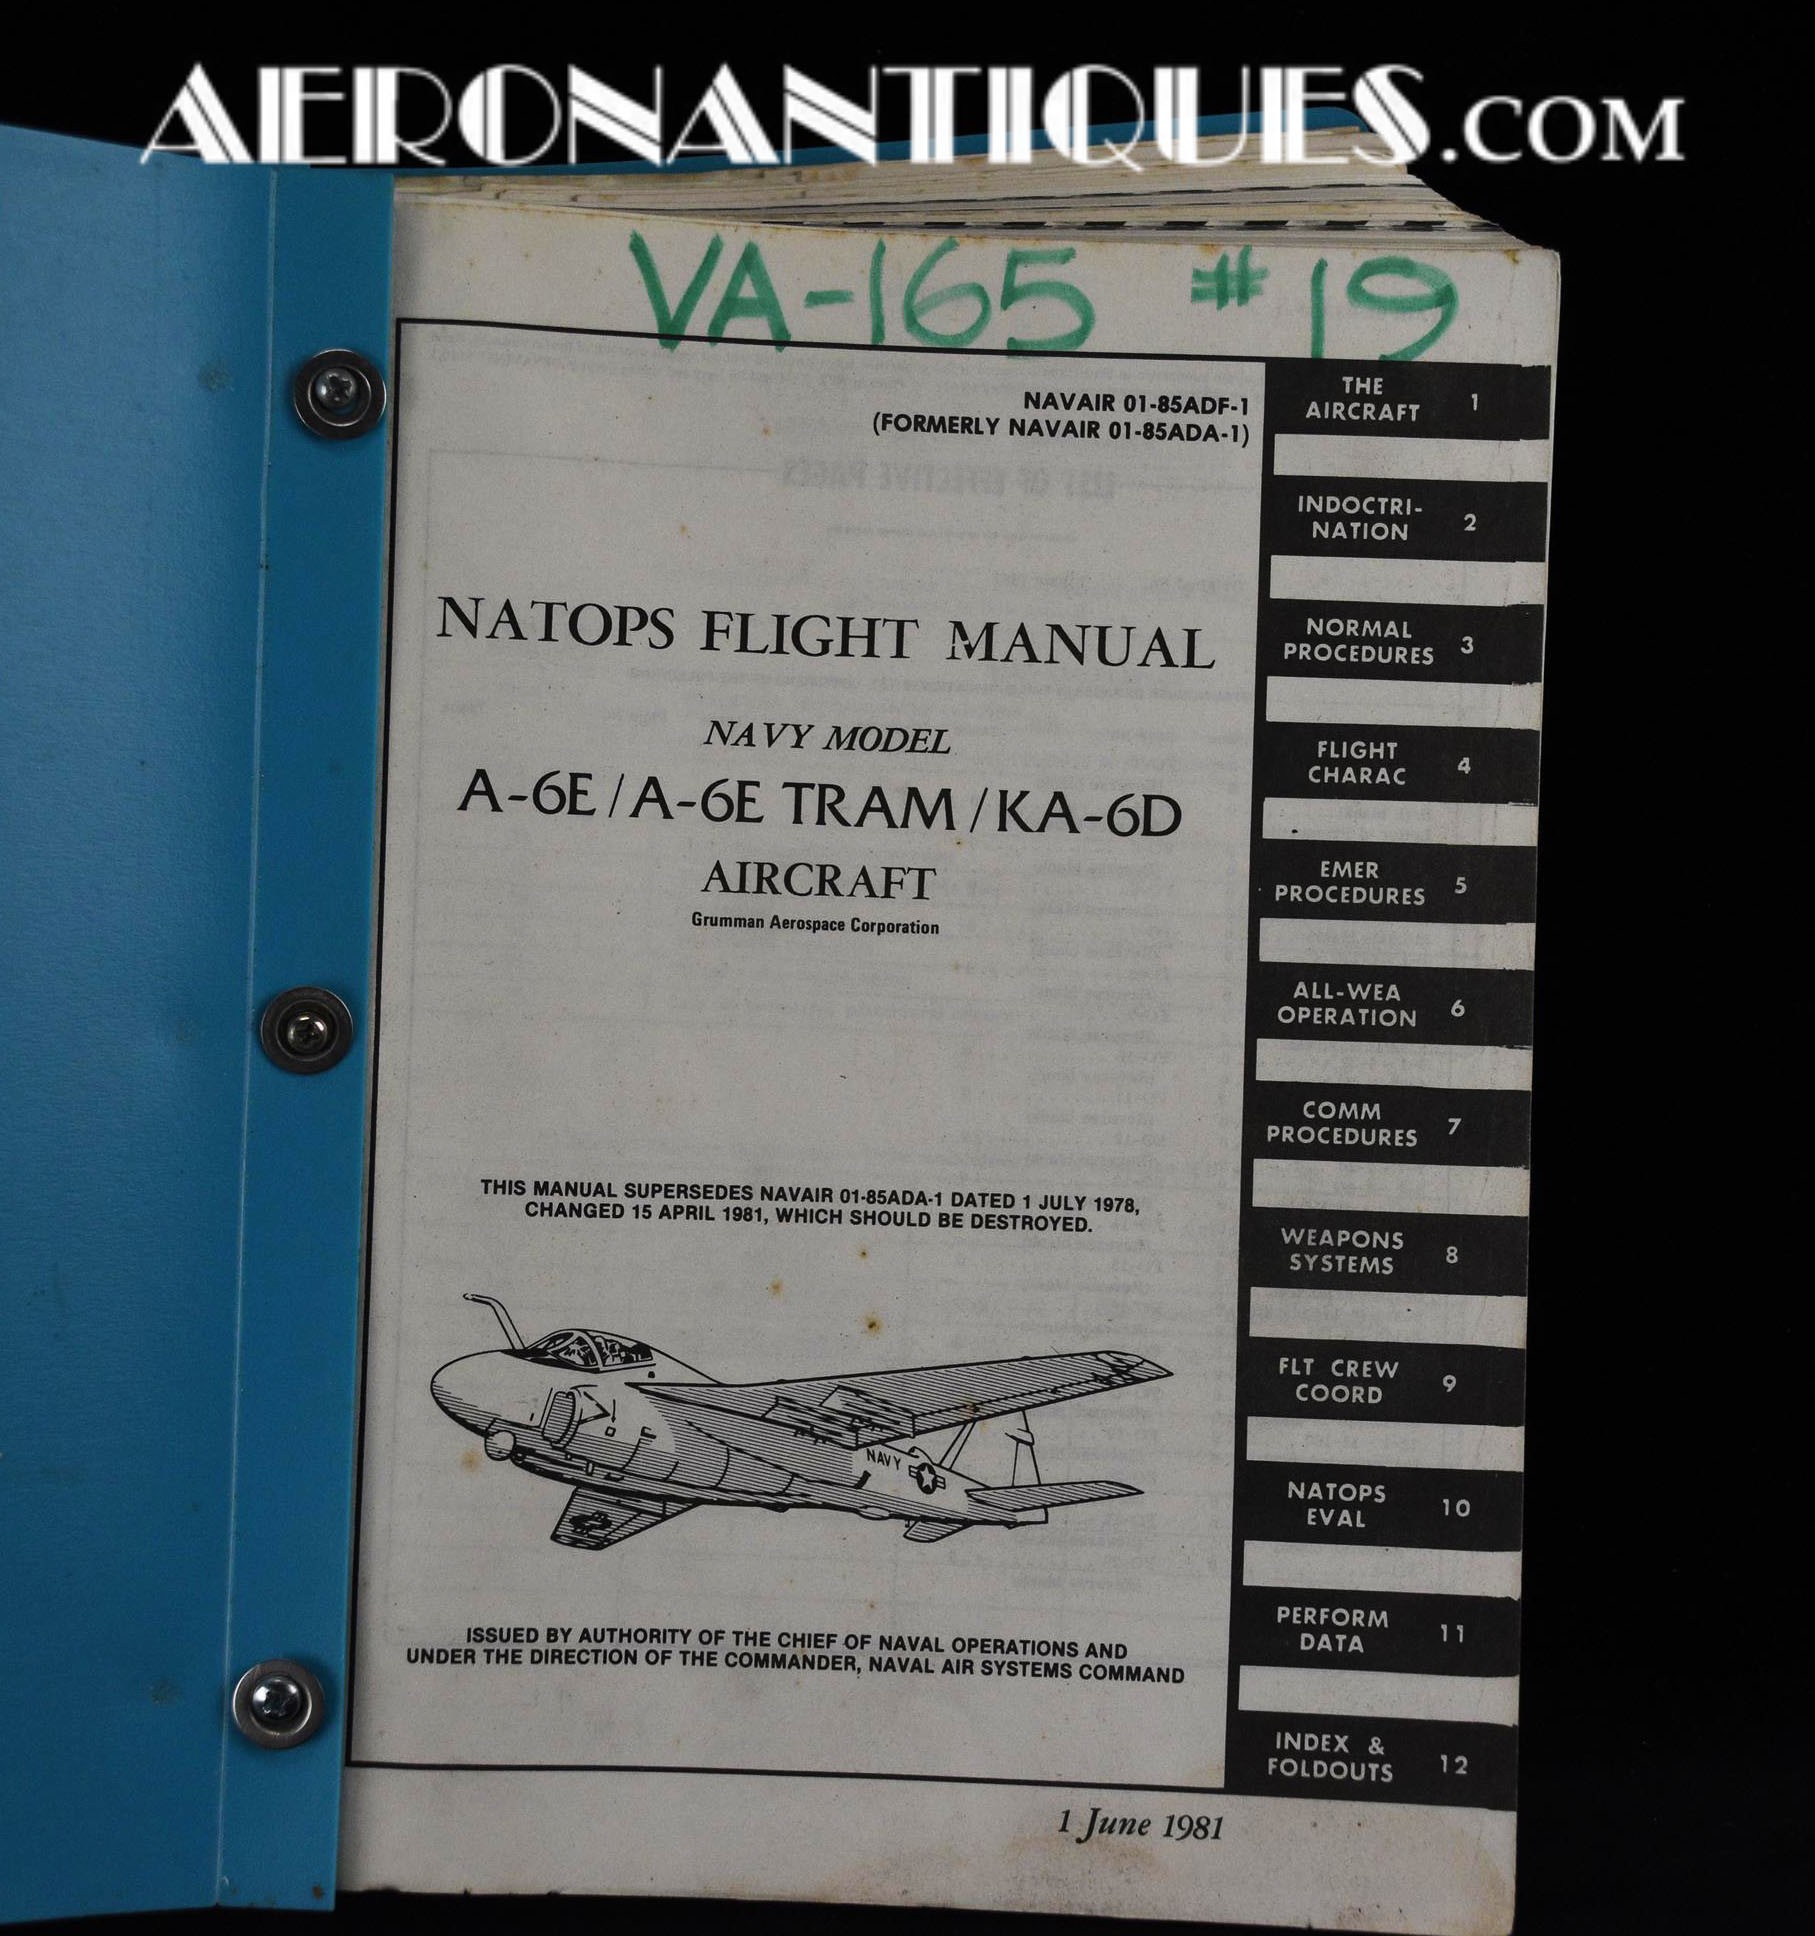 AERONANTIQUES.COM
VA-165 #19
NAVAIR 01-85ADF-1
(FORMERLY NAVAIR 01-85ADA-1)
NATOPS FLIGHT MANUAL
NAVY MODEL
A-6E/A-6E TRAM/KA-6D
AIRCRAFT
Grumman Aerospace Corporation
THIS MANUAL SUPERSEDES NAVAIR 01-85ADA-1 DATED 1 JULY 1978,
CHANGED 15 APRIL 1981, WHICH SHOULD BE DESTROYED.
NAVY
ISSUED BY AUTHORITY OF THE CHIEF OF NAVAL OPERATIONS AND
UNDER THE DIRECTION OF THE COMMANDER, NAVAL AIR SYSTEMS COMMAND
THE
AIRCRAFT 1
INDOCTRI-
NATION 2
NORMAL
PROCEDURES 3
FLIGHT
CHARAC 4
EMER
PROCEDURES 5
ALL-WEA
OPERATION 6
COMM
PROCEDURES 7
WEAPONS
SYSTEMS 8
FLT CREW
COORD 9
NATOPS
EVAL 10
PERFORM
DATA 11
INDEX &
FOLDOUTS 12
1 June 1981